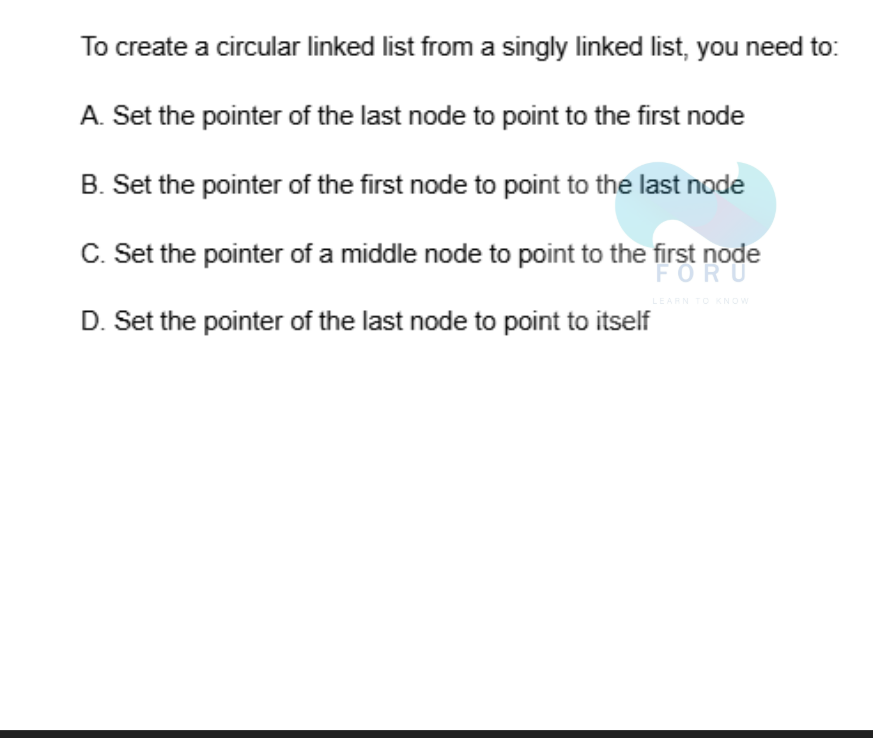 To create a circular linked list from a singly linked list, you need to:
A. Set the pointer of the last node to point to the first node
B. Set the pointer of the first node to point to the last node
C. Set the pointer of a middle node to point to the first node
FORU
LEARN TO KNOW
D. Set the pointer of the last node to point to itself